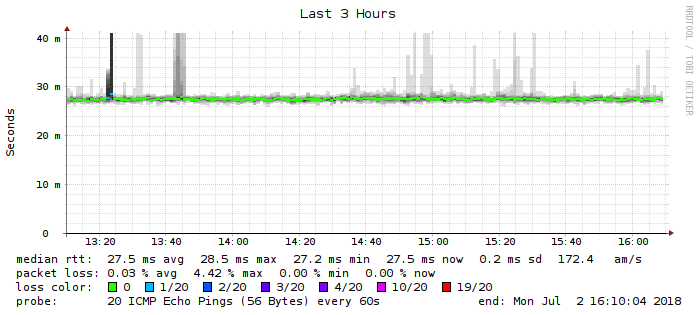 Last 3 Hours
RRDTOOL / TOBI OETIKER
Seconds
40 m
30 m
20 m
10 m
0
13:20 13:40 14:00 14:20 14:40 15:00 15:20 15:40 16:00
median rtt: 27.5 ms avg 28.5 ms max 27.2 ms min 27.5 ms now 0.2 ms sd 172.4 am/s
packet loss: 0.03 % avg 4.42 % max 0.00 % min 0.00 % now
loss color: 0 1/20 2/20 3/20 4/20 10/20 19/20
probe: 20 ICMP Echo Pings (56 Bytes) every 60s end: Mon Jul 2 16:10:04 2018